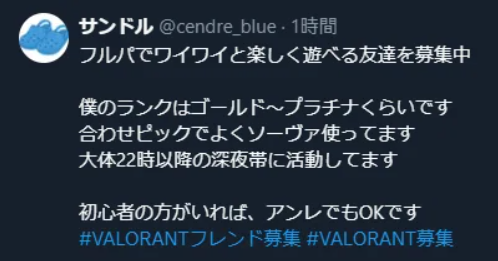 サンドル @cendre_blue · 1時間
フルパでワイワイと楽しく遊べる友達を募集中
僕のランクはゴールド～プラチナくらいです
合わせピックでよくソーヴァ使ってます
大体22時以降の深夜帯に活動してます
初心者の方がいれば、アンレでもOKです
#VALORANTフレンド募集 #VALORANT募集